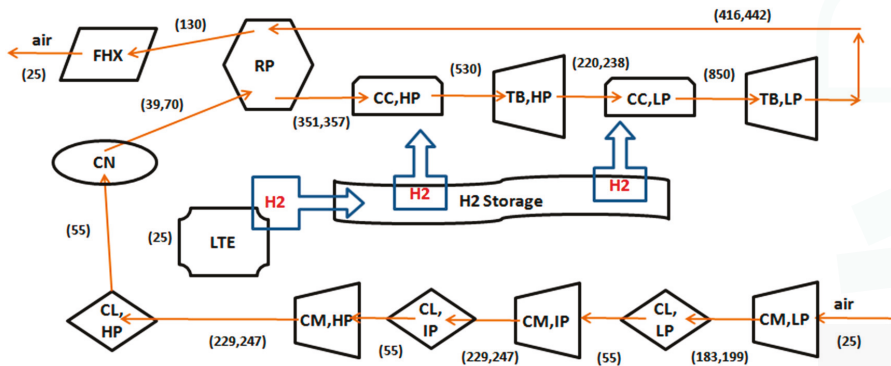 (416,442)
(130)
air
FHX
(25)
RP
(530)
(220,238)
(850)
CC,HP
TB,HP
CC,LP
TB,LP
(39,70)
(351,357)
CN
H2
H2
H2
H2 Storage
(55)
(25)
LTE
CL,
HP
CM,HP
CL,
IP
CM,IP
CL,
LP
CM,LP
air
(229,247)
(55)
(229,247)
(55)
(183,199)
(25)